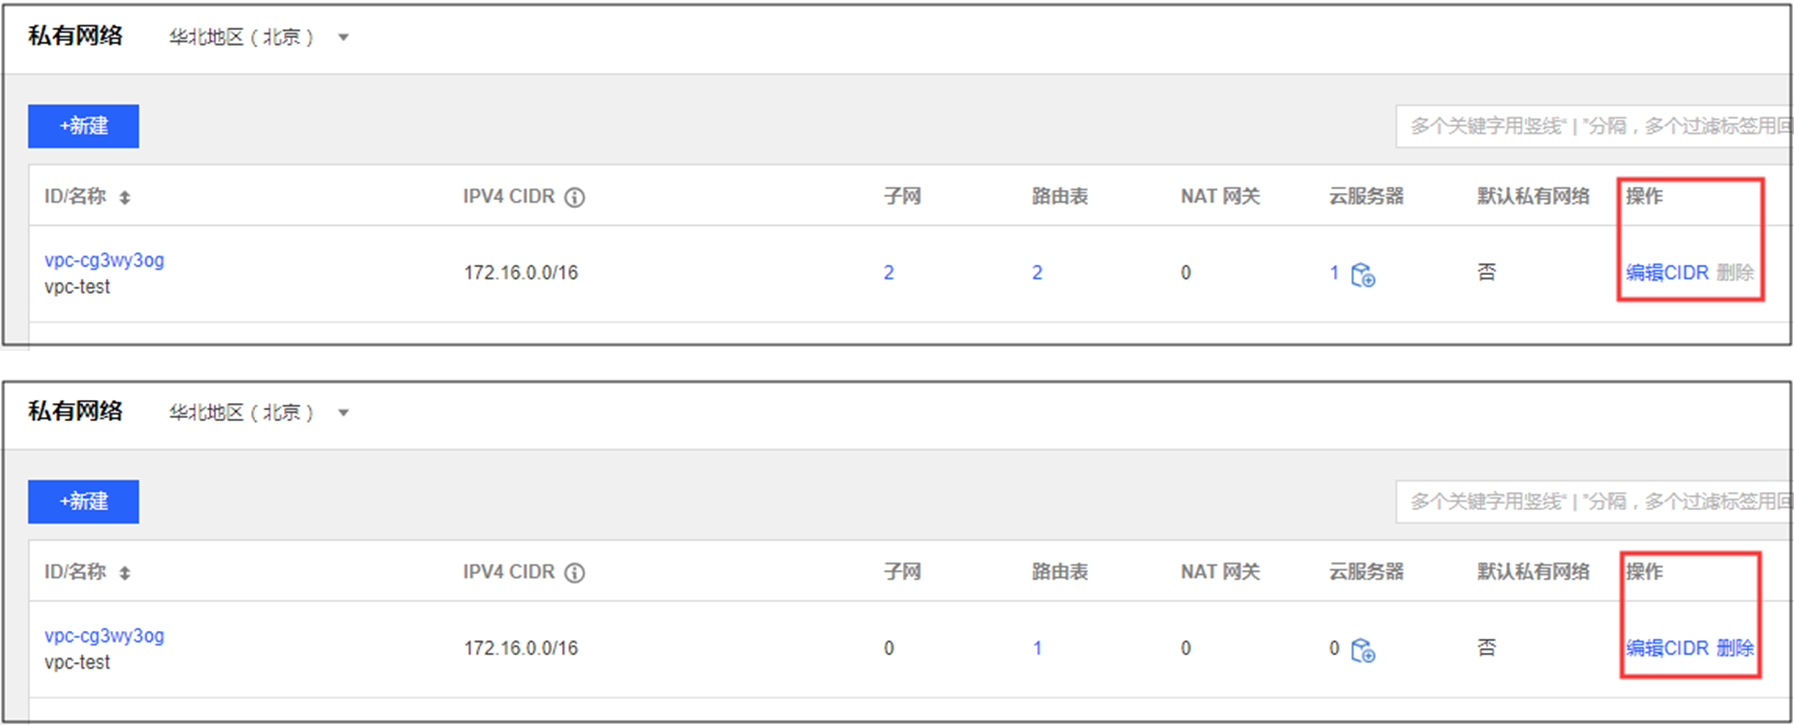 私有网络 华北地区（北京）
+新建
多个关键字用竖线“ | ”分隔，多个过滤标签用回
ID/名称 IPV4 CIDR 子网 路由表 NAT 网关 云服务器 默认私有网络 操作
vpc-cg3wy3og
vpc-test
172.16.0.0/16 2 2 0 1 否 编辑CIDR 删除
私有网络 华北地区（北京）
+新建
多个关键字用竖线“ | ”分隔，多个过滤标签用回
ID/名称 IPV4 CIDR 子网 路由表 NAT 网关 云服务器 默认私有网络 操作
vpc-cg3wy3og
vpc-test
172.16.0.0/16 0 1 0 0 否 编辑CIDR 删除